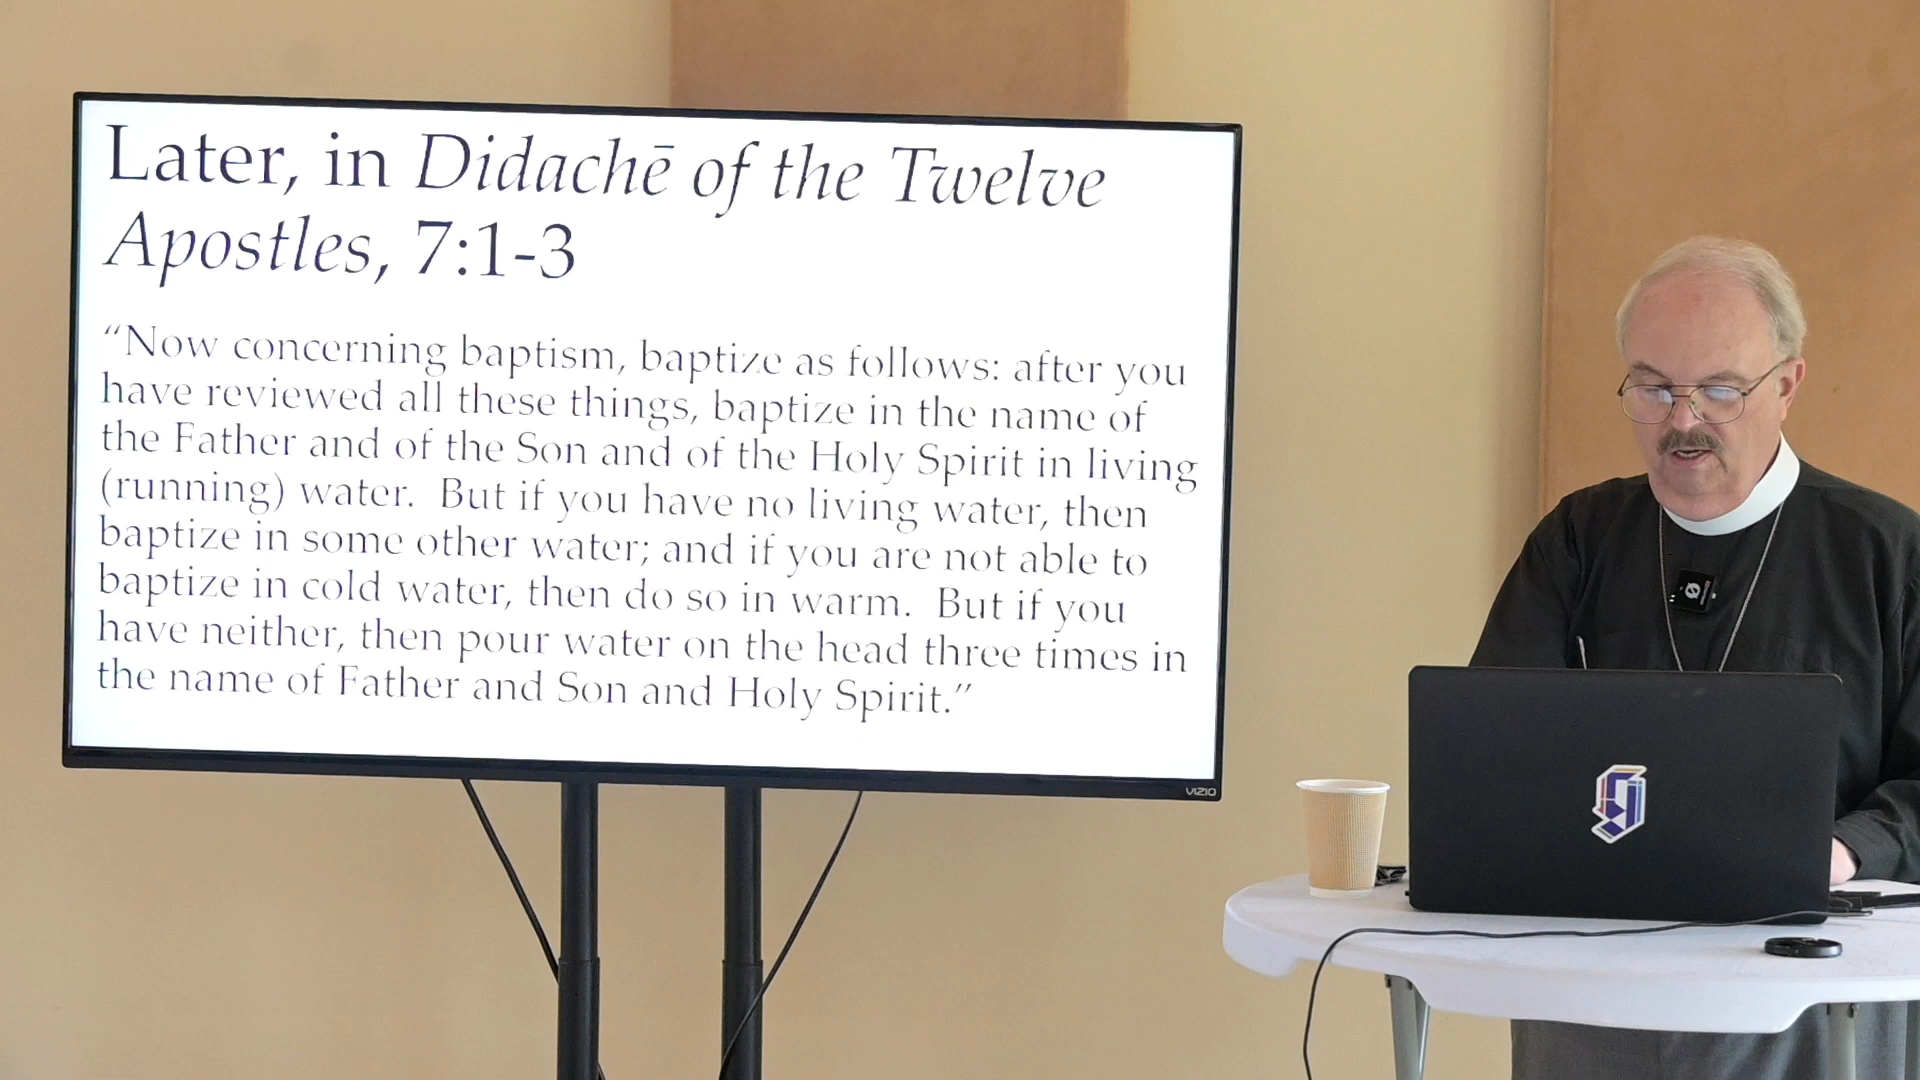 Later, in Didachē of the Twelve
Apostles, 7:1-3
“Now concerning baptism, baptize as follows: after you
have reviewed all these things, baptize in the name of
the Father and of the Son and of the Holy Spirit in living
(running) water.  But if you have no living water, then
baptize in some other water; and if you are not able to
baptize in cold water, then do so in warm.  But if you
have neither, then pour water on the head three times in
the name of Father and Son and Holy Spirit.”
VIZIO